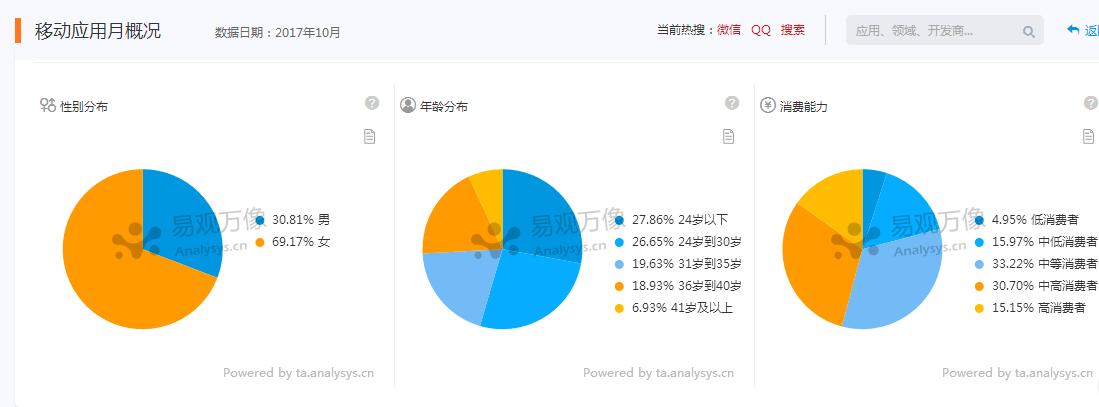 移动应用月概况
数据日期：2017年10月
当前热搜：微信 QQ 搜索
应用、领域、开发商...
性别分布
?
30.81% 男
69.17% 女
易观万像
Analysys.cn
Powered by ta.analysys.cn
年龄分布
?
27.86% 24岁以下
26.65% 24岁到30岁
19.63% 31岁到35岁
18.93% 36岁到40岁
6.93% 41岁及以上
易观万像
Analysys.cn
Powered by ta.analysys.cn
消费能力
?
4.95% 低消费者
15.97% 中低消费者
33.22% 中等消费者
30.70% 中高消费者
15.15% 高消费者
易观万像
Analysys.cn
Powered by ta.analysys.cn